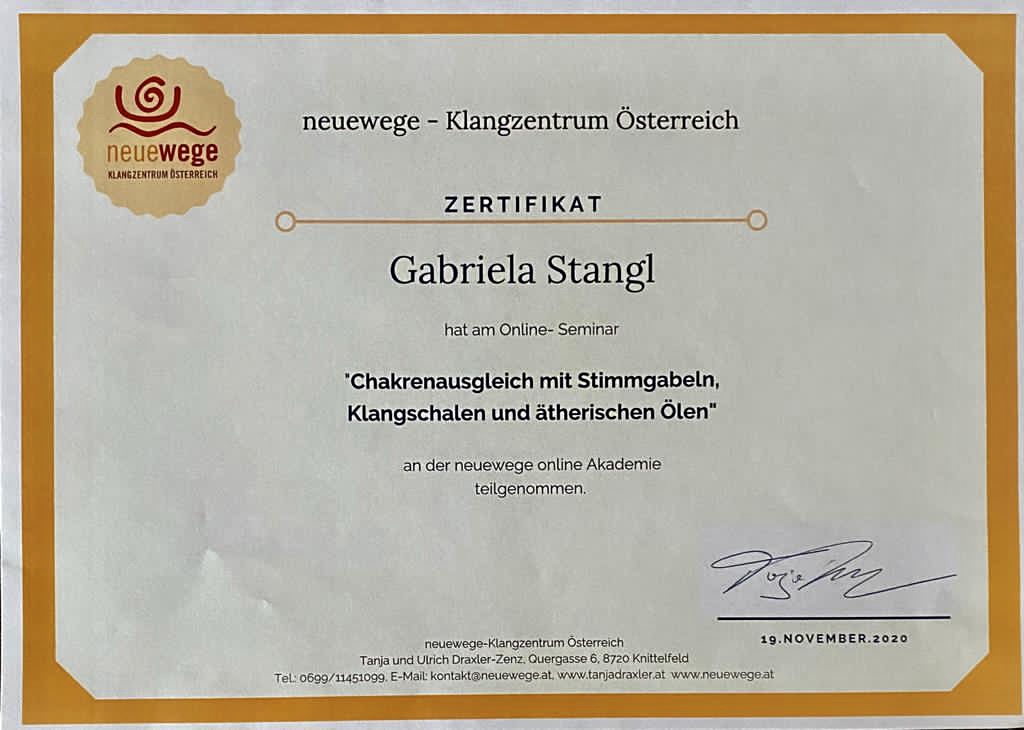 neuewege
KLANGZENTRUM ÖSTERREICH
neuewege - Klangzentrum Österreich
ZERTIFIKAT
Gabriela Stangl
hat am Online- Seminar
"Chakrenausgleich mit Stimmgabeln,
Klangschalen und ätherischen Ölen"
an der neuewege online Akademie
teilgenommen.
19.NOVEMBER.2020
neuewege-Klangzentrum Österreich
Tanja und Ulrich Draxler-Zenz, Quergasse 6, 8720 Knittelfeld
Tel.: 0699/11451099, E-Mail: kontakt@neuewege.at, www.tanjadraxler.at www.neuewege.at